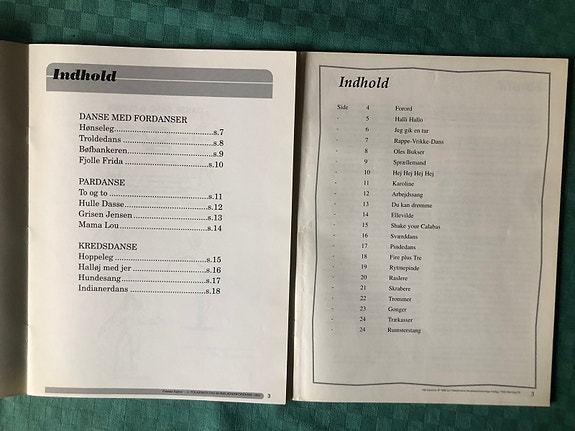 Indhold
DANSE MED FORDANSER
Hønseleg....................................s.7
Troldedans..................................s.8
Bøfbankeren.................................s.9
Fjolle Frida................................s.10
PARDANSE
To og to....................................s.11
Hulle Dasse.................................s.12
Grisen Jensen...............................s.13
Mama Lou....................................s.14
KREDSDANSE
Hoppeleg....................................s.15
Halløj med jer..............................s.16
Hundesang...................................s.17
Indianerdans................................s.18
3
Indhold
Side 4 Forord
- 5 Halli Hallo
- 6 Jeg gik en tur
- 7 Rappe-Vrikke-Dans
- 8 Oles Bukser
- 9 Sprællemand
- 10 Hej Hej Hej Hej
- 11 Karoline
- 12 Arbejdssang
- 13 Du kan drømme
- 14 Ellevilde
- 15 Shake your Calabas
- 16 Sværddans
- 17 Pindedans
- 18 Fire plus Tre
- 19 Rytmepinde
- 20 Raslere
- 21 Skrabere
- 22 Trommer
- 23 Gonger
- 24 Trækasser
- 24 Rumsterstang
3